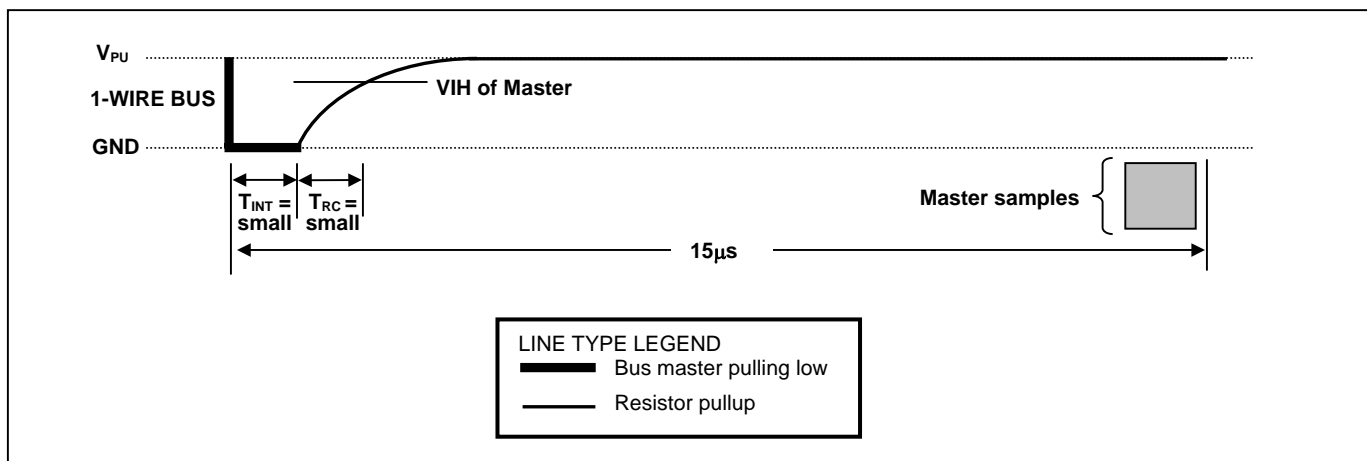 VPU
1-WIRE BUS
VIH of Master
GND
TINT =
small
TRC =
small
Master samples
15µs
LINE TYPE LEGEND
Bus master pulling low
Resistor pullup